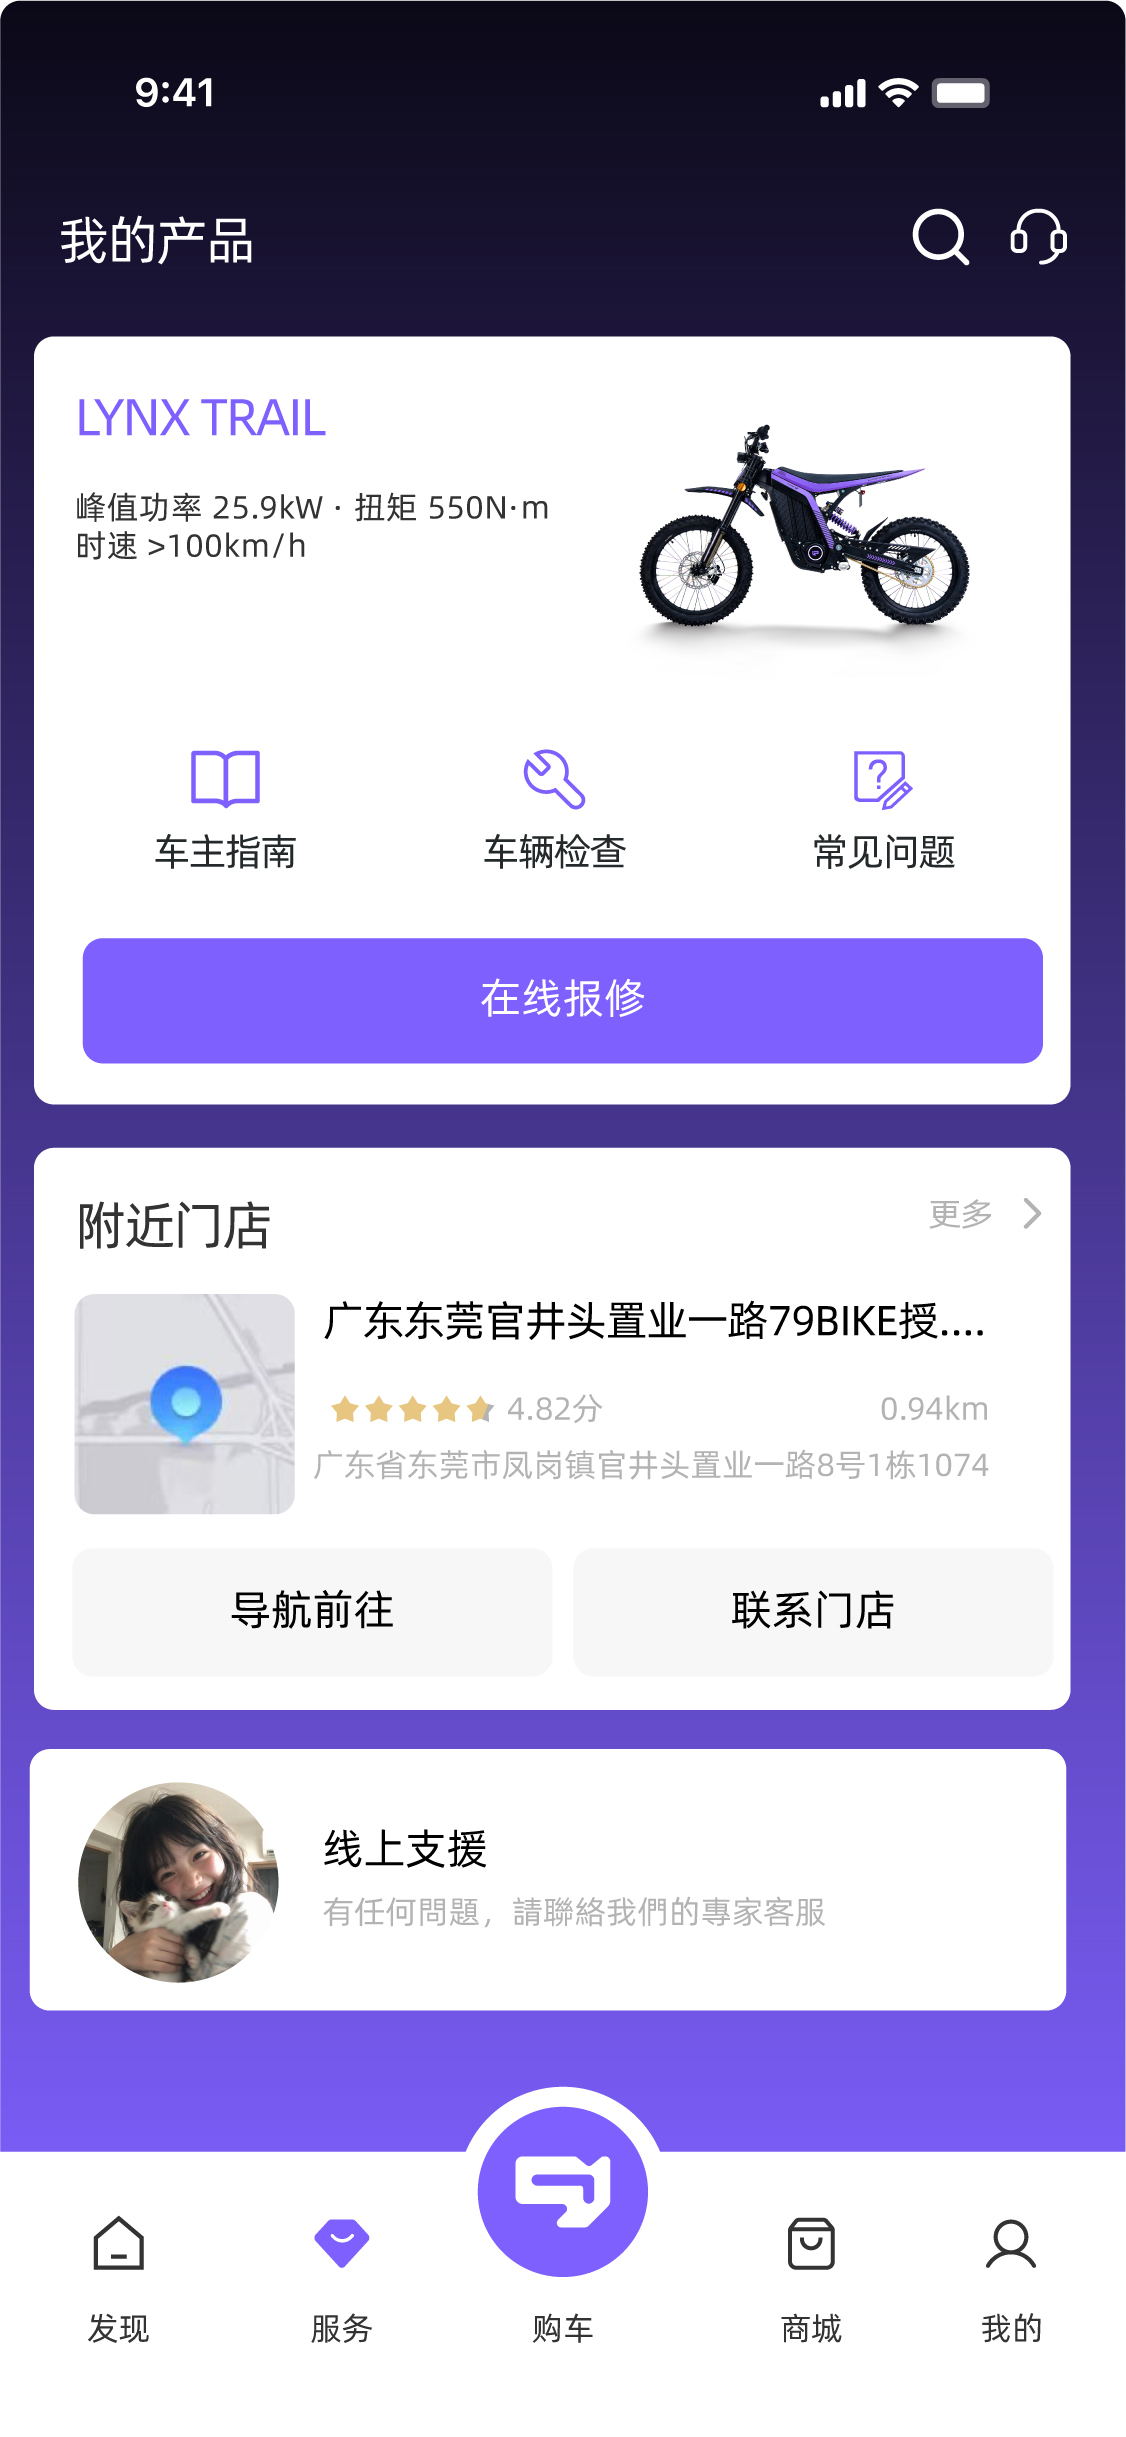 9:41
我的产品
LYNX TRAIL
峰值功率 25.9kW · 扭矩 550N·m
时速 >100km/h
车主指南
车辆检查
常见问题
在线报修
附近门店
更多
广东东莞官井头置业一路79BIKE授....
4.82分
0.94km
广东省东莞市凤岗镇官井头置业一路8号1栋1074
导航前往
联系门店
线上支援
有任何問題，請聯絡我們的專家客服
发现
服务
购车
商城
我的